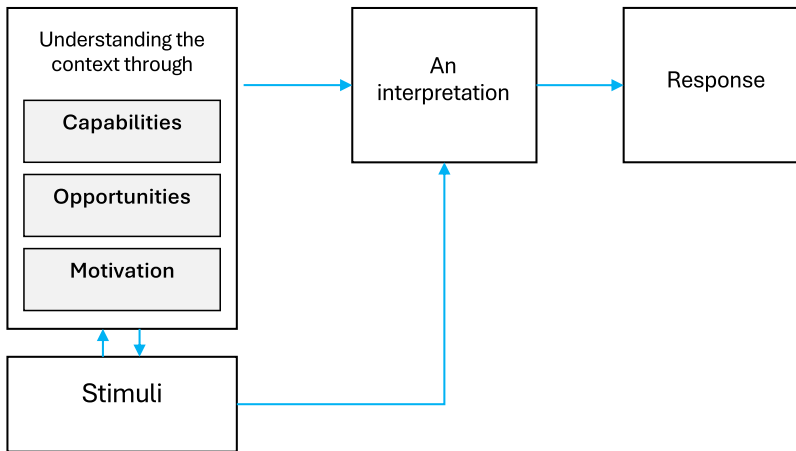 Understanding the
context through
Capabilities
Opportunities
Motivation
Stimuli
An
interpretation
Response